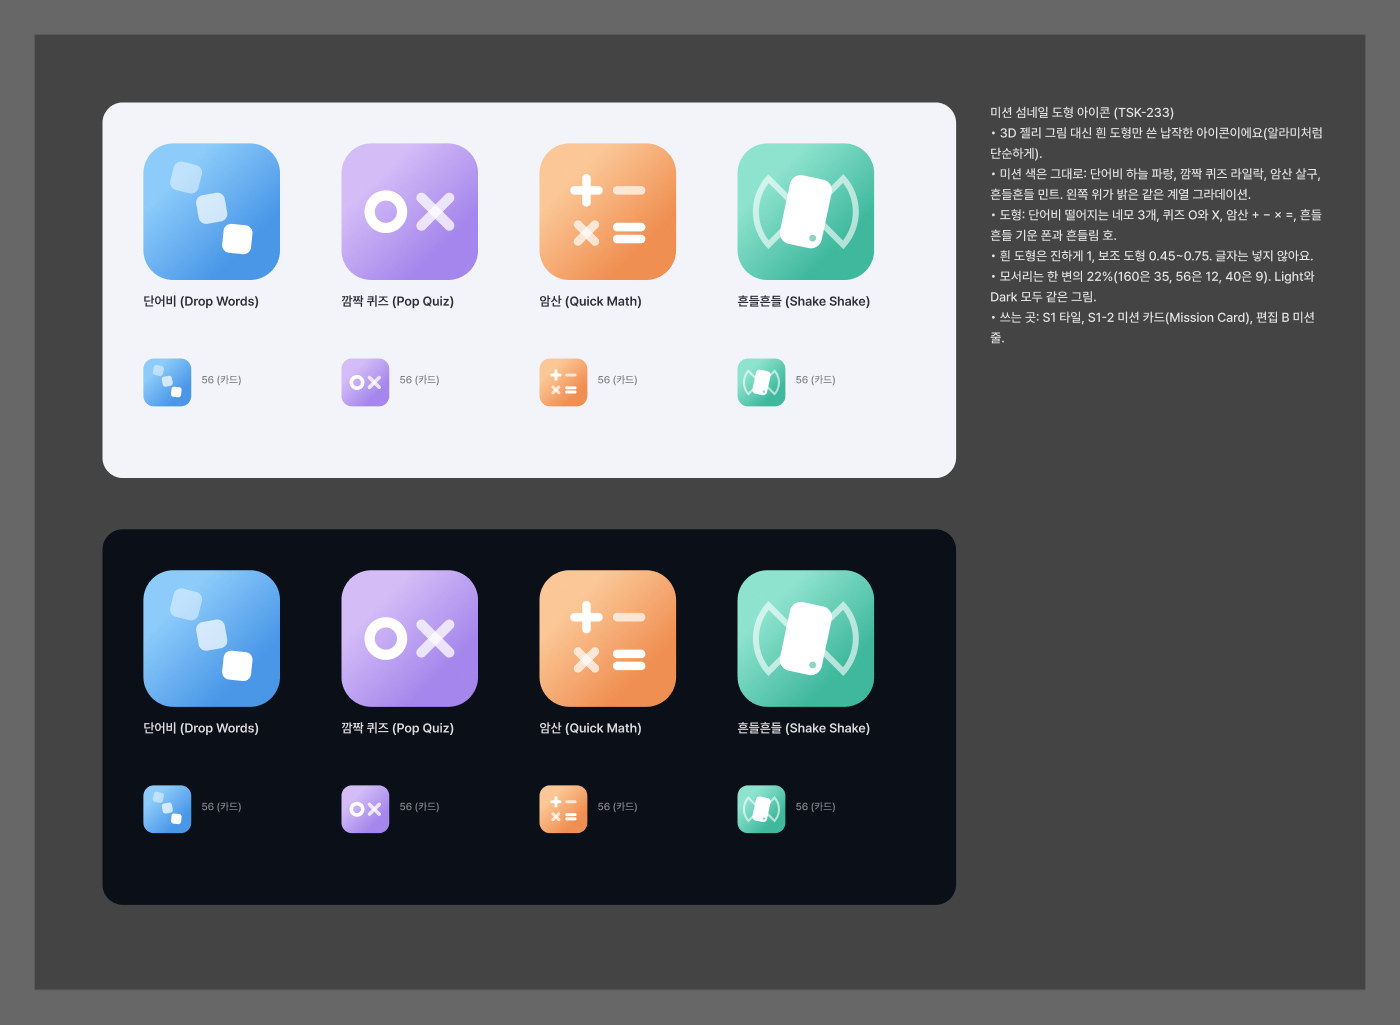 미션 섬네일 도형 아이콘 (TSK-233)
• 3D 젤리 그림 대신 흰 도형만 쓴 납작한 아이콘이에요(알라미처럼
단순하게).
• 미션 색은 그대로: 단어비 하늘 파랑, 깜짝 퀴즈 라일락, 암산 살구,
흔들흔들 민트. 왼쪽 위가 밝은 같은 계열 그라데이션.
• 도형: 단어비 떨어지는 네모 3개, 퀴즈 O와 X, 암산 + − × =, 흔들
흔들 기운 폰과 흔들림 호.
• 흰 도형은 진하게 1, 보조 도형 0.45~0.75. 글자는 넣지 않아요.
• 모서리는 한 변의 22%(160은 35, 56은 12, 40은 9). Light와
Dark 모두 같은 그림.
• 쓰는 곳: S1 타일, S1-2 미션 카드(Mission Card), 편집 B 미션
줄.
단어비 (Drop Words)
깜짝 퀴즈 (Pop Quiz)
암산 (Quick Math)
흔들흔들 (Shake Shake)
56 (카드)
56 (카드)
56 (카드)
56 (카드)
단어비 (Drop Words)
깜짝 퀴즈 (Pop Quiz)
암산 (Quick Math)
흔들흔들 (Shake Shake)
56 (카드)
56 (카드)
56 (카드)
56 (카드)